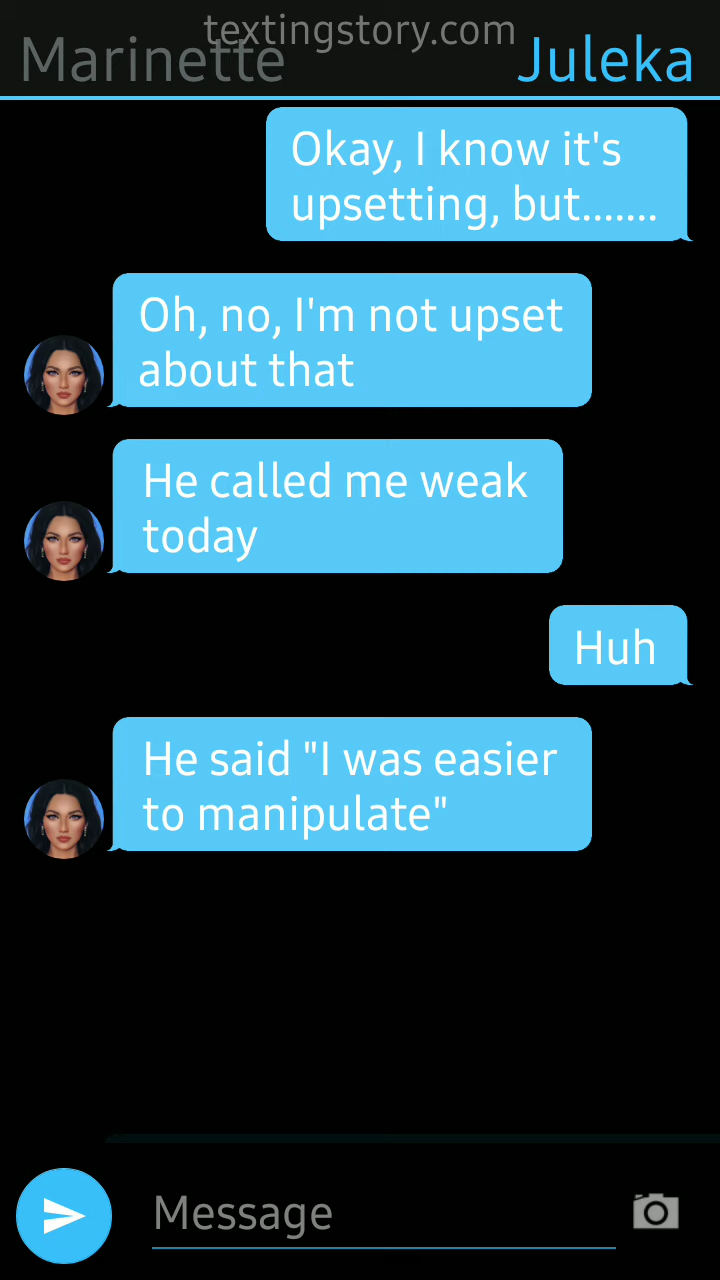 textingstory.com
Marinette
Juleka
Okay, I know it's
upsetting, but.......
Oh, no, I'm not upset
about that
He called me weak
today
Huh
He said "I was easier
to manipulate"
Message